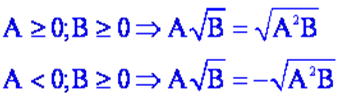 A ≥ 0; B ≥ 0 ⇒ A√B = √A²B
A < 0; B ≥ 0 ⇒ A√B = −√A²B